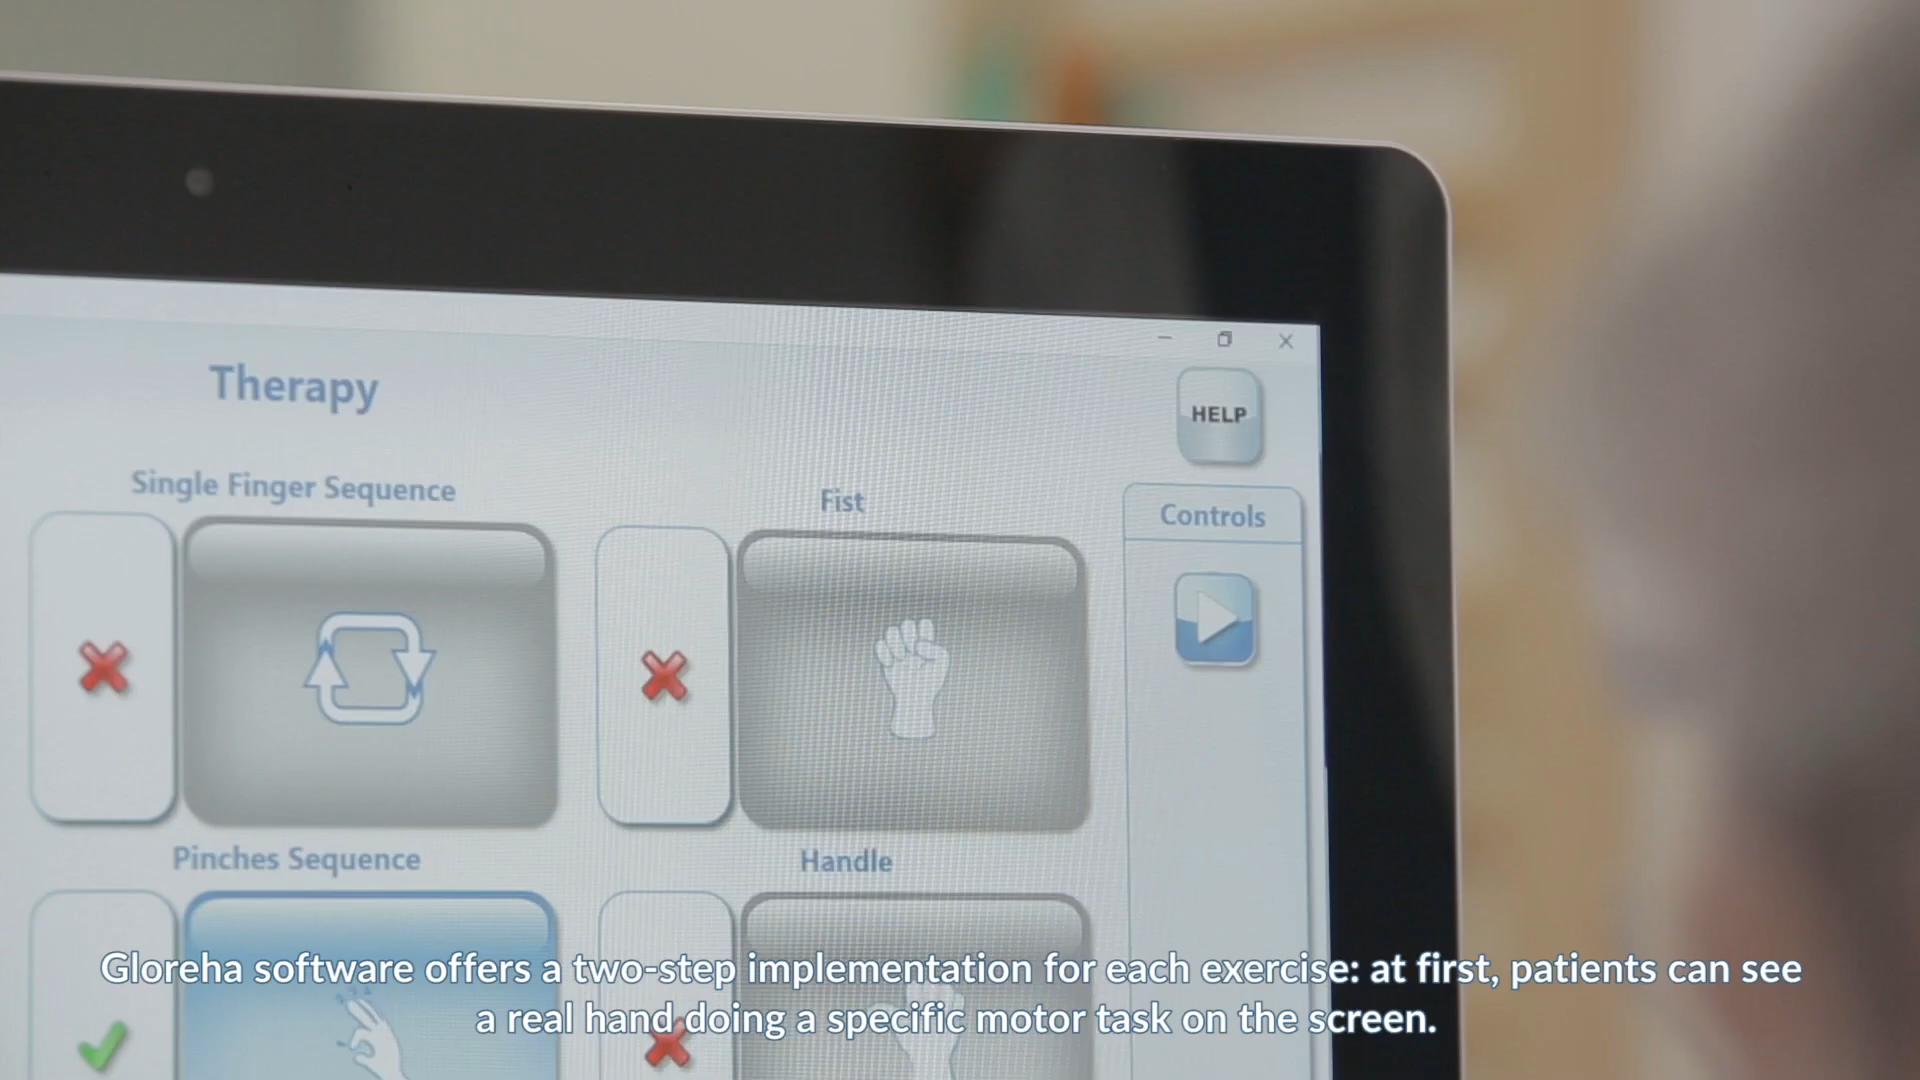 Therapy
HELP
Single Finger Sequence
Fist
Controls
Pinches Sequence
Handle
Gloreha software offers a two-step implementation for each exercise: at first, patients can see
a real hand doing a specific motor task on the screen.